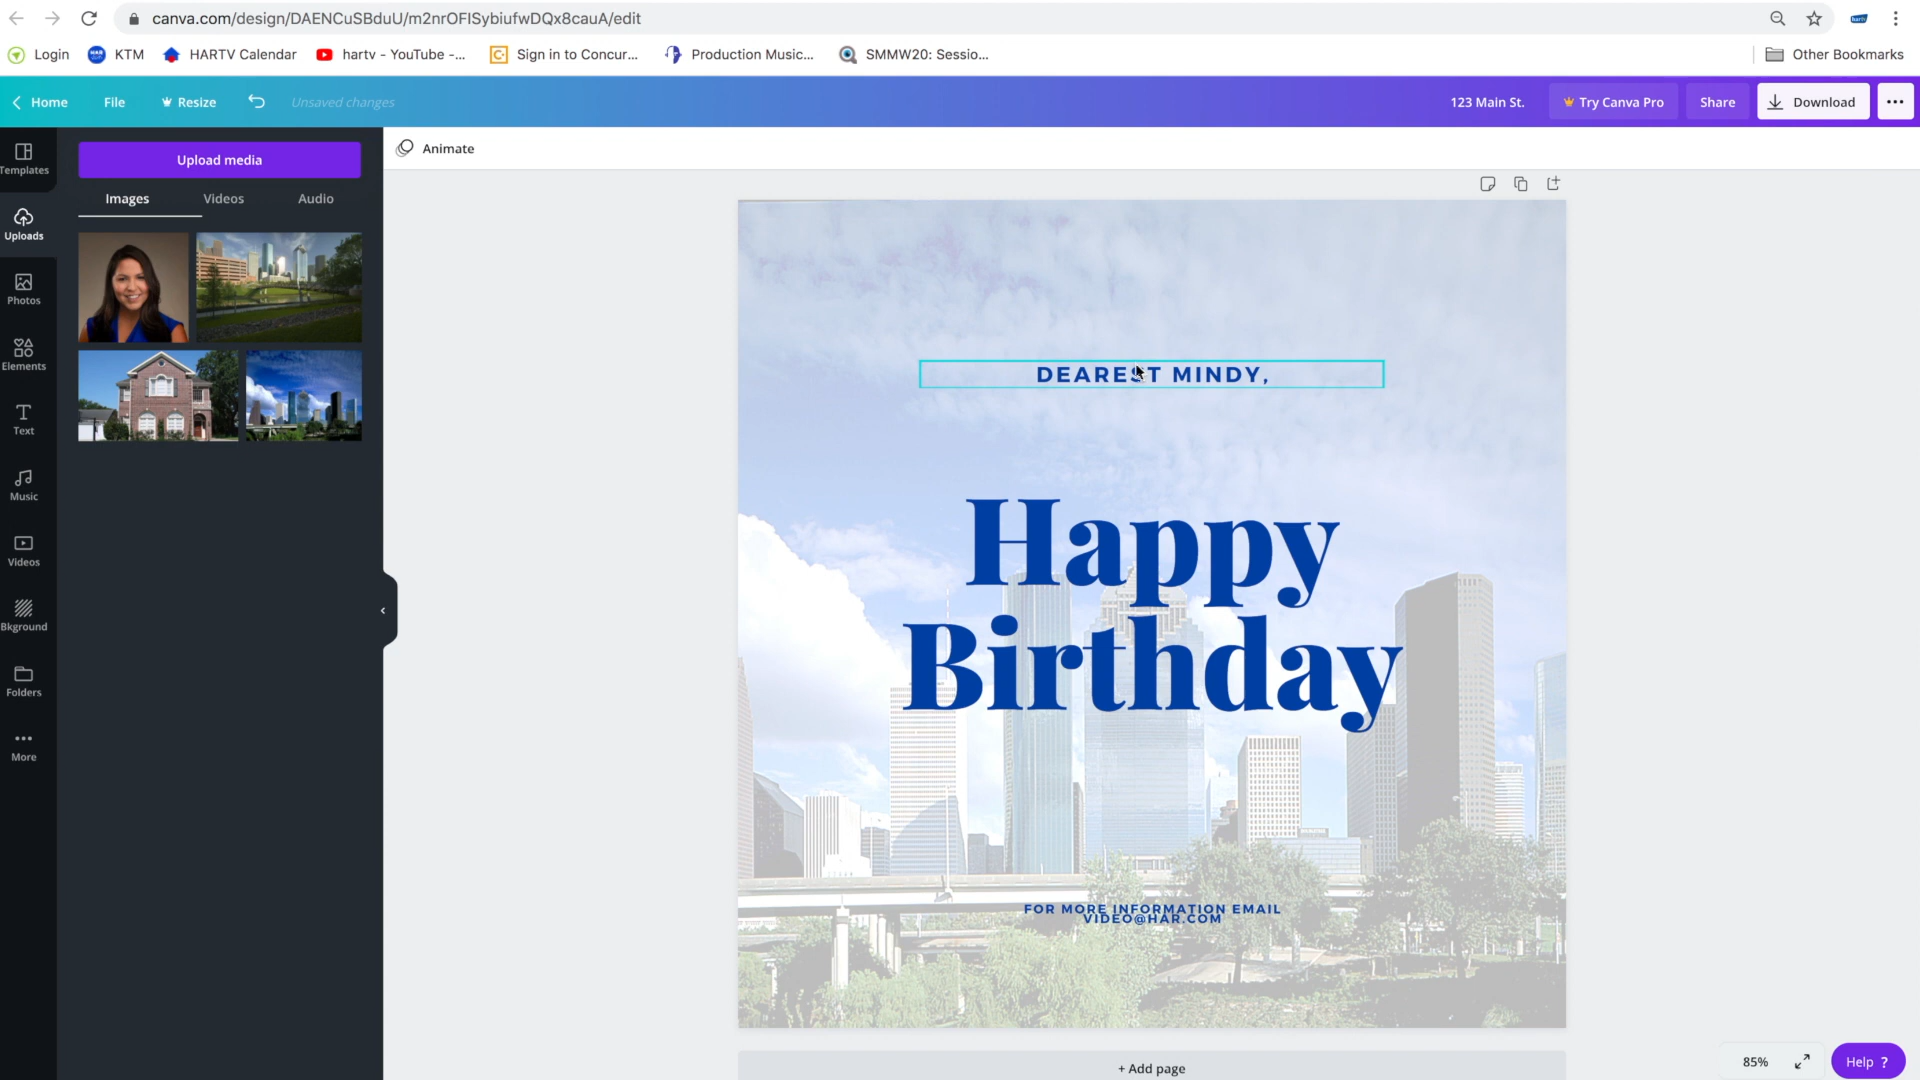 canva.com/design/DAENCuSBduU/m2nrOFISybiufwDQx8cauA/edit
Login
KTM
HARTV Calendar
hartv - YouTube -...
Sign in to Concur...
Production Music...
SMMW20: Sessio...
Other Bookmarks
Home
File
Resize
Unsaved changes
123 Main St.
Try Canva Pro
Share
Download
Templates
Uploads
Photos
Elements
Text
Music
Videos
Bkground
Folders
More
Upload media
Images
Videos
Audio
Animate
DEAREST MINDY,
Happy
Birthday
FOR MORE INFORMATION EMAIL
VIDEO@HAR.COM
+ Add page
85%
Help ?